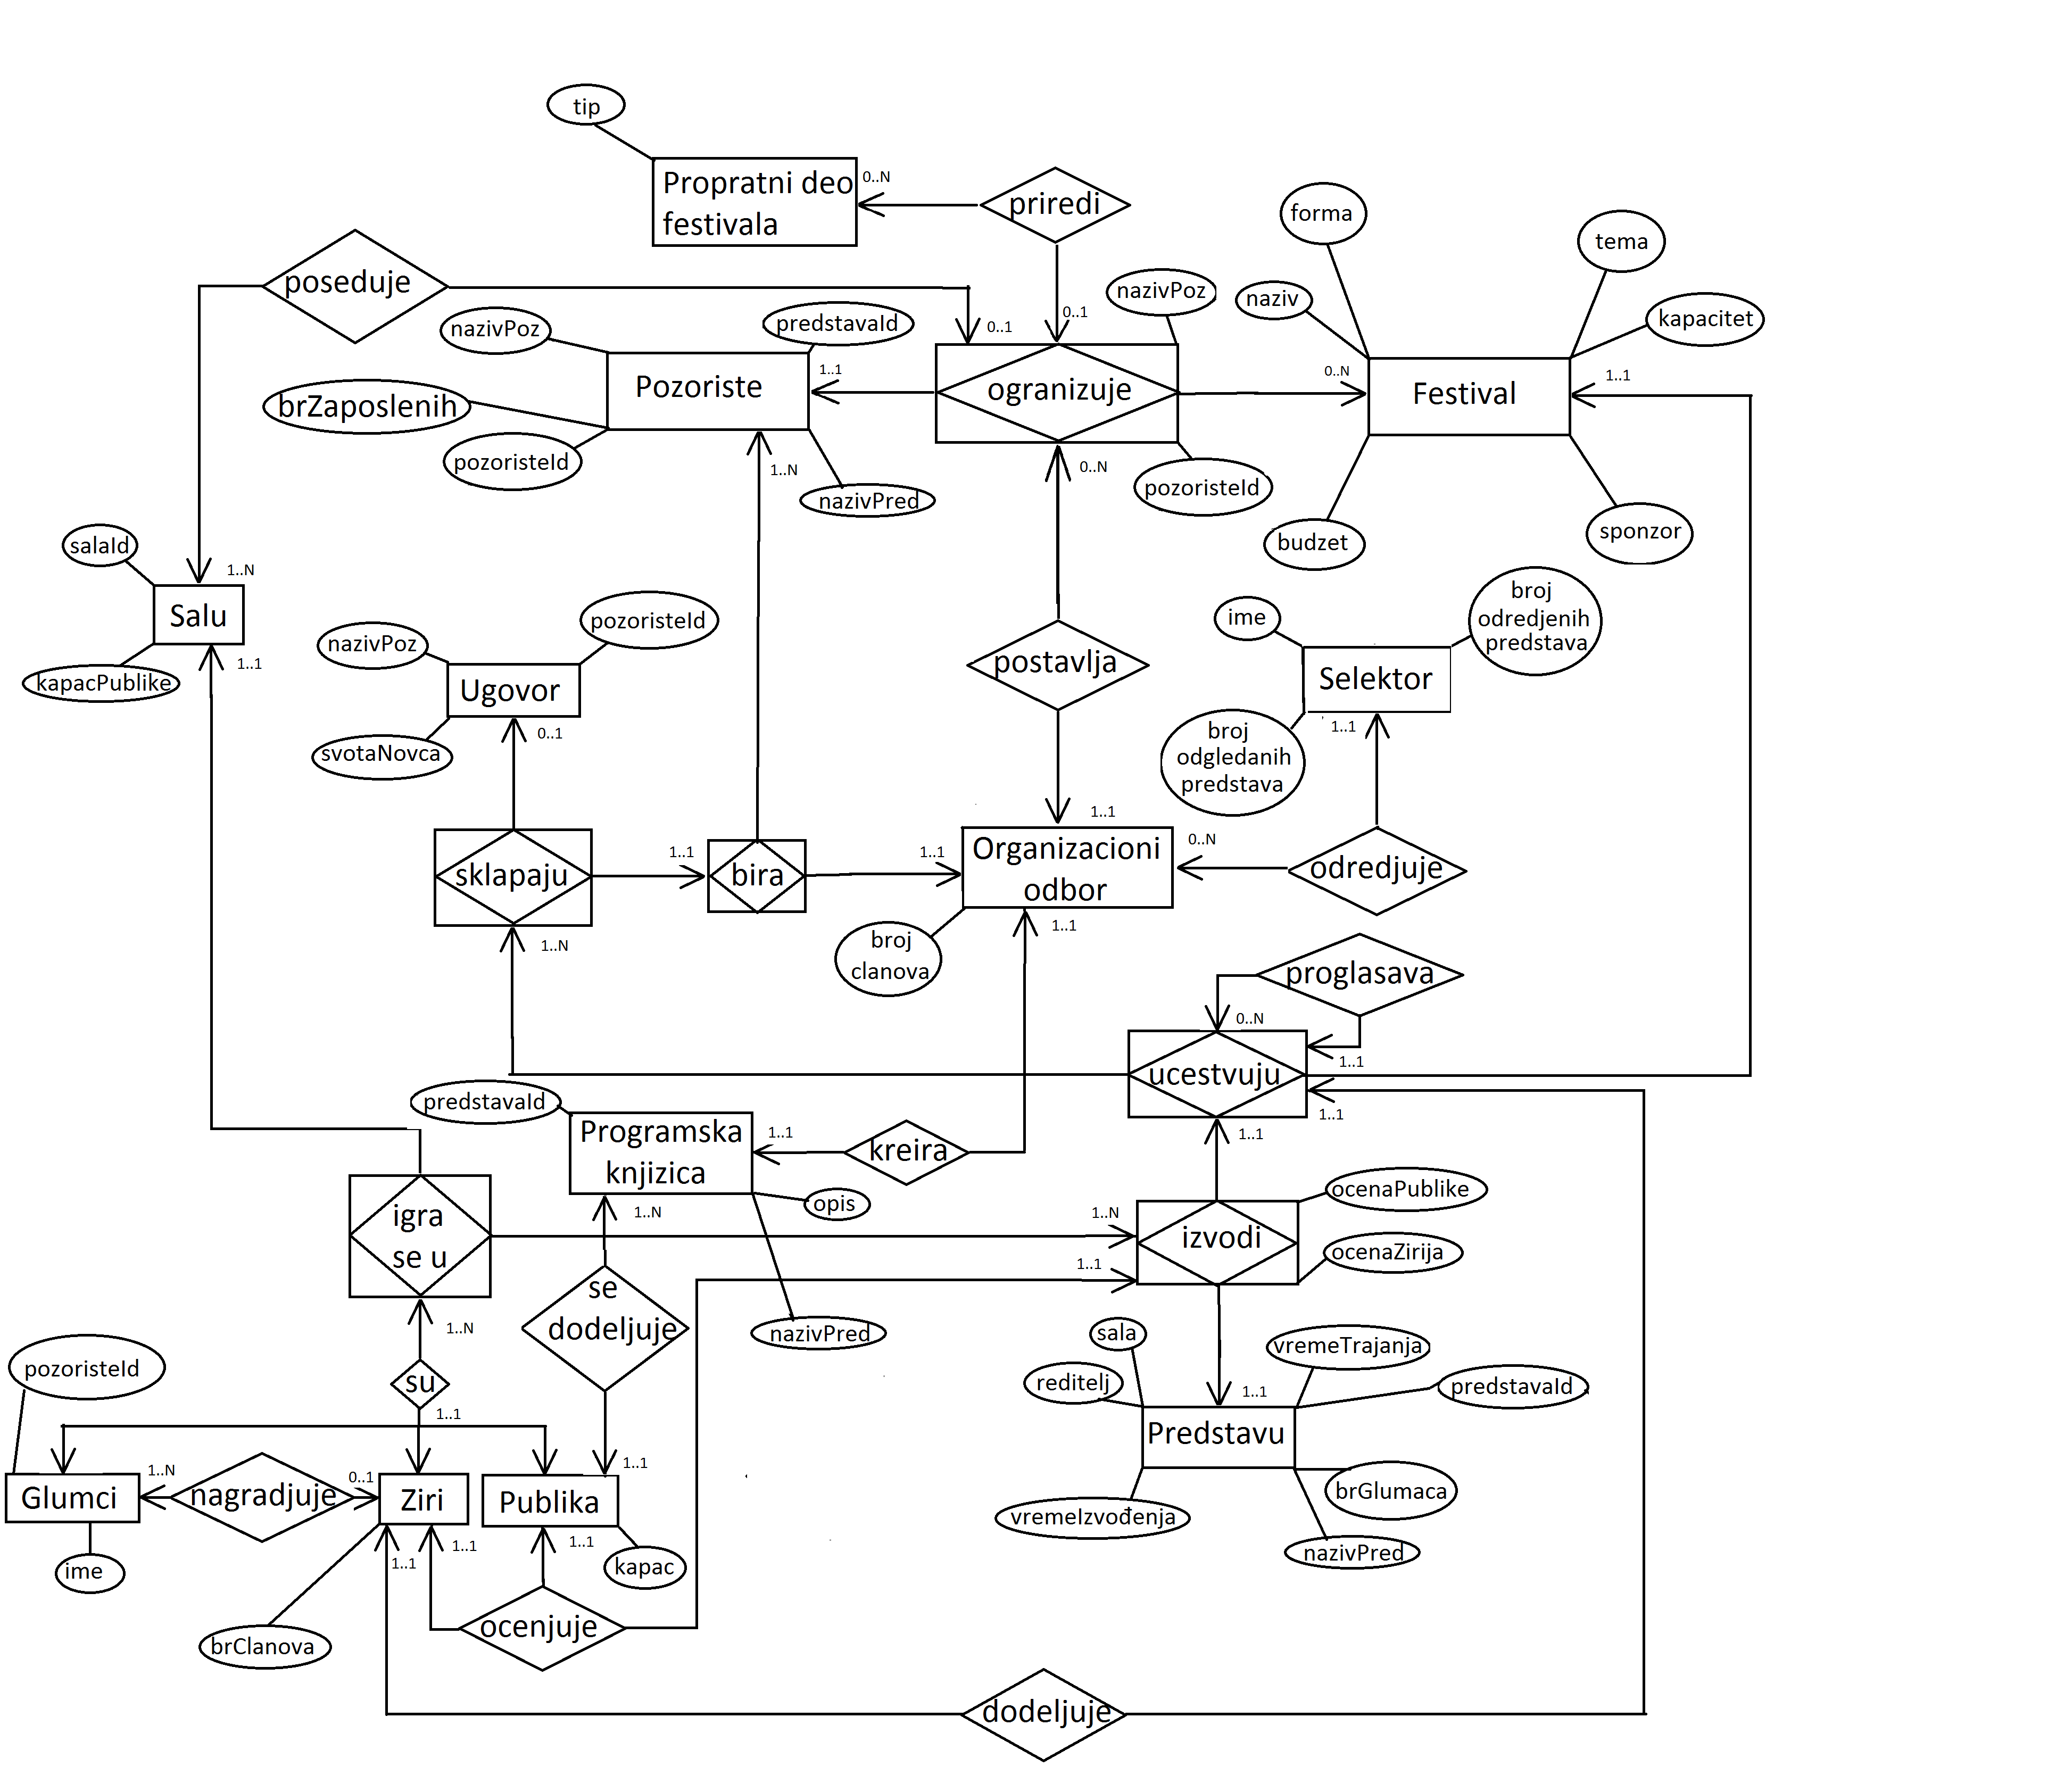 tip
Propratni deo
festivala
0..N
priredi
forma
tema
poseduje
nazivPoz
naziv
kapacitet
nazivPoz
predstavaId
0..1
0..1
brZaposlenih
Pozoriste
1..1
ogranizuje
0..N
Festival
1..1
pozoristeId
1..N
nazivPred
0..N
pozoristeId
budzet
sponzor
salaId
1..N
Salu
kapacPublike
1..1
nazivPoz
pozoristeId
Ugovor
svotaNovca
0..1
postavlja
ime
broj
odredjenih
predstava
Selektor
broj
odgledanih
predstava
1..1
1..1
sklapaju
1..1
bira
1..1
Organizacioni
odbor
0..N
odredjuje
1..N
broj
clanova
1..1
proglasava
0..N
1..1
ucestvuju
1..1
1..1
predstavaId
Programska
knjizica
1..1
kreira
opis
1..N
igra
se u
1..N
izvodi
ocenaPublike
ocenaZirija
1..1
se
dodeljuje
nazivPred
1..N
su
1..1
pozoristeId
sala
reditelj
vremeTrajanja
predstavaId
1..1
Predstavu
brGlumaca
vremeIzvođenja
nazivPred
Glumci
1..N
nagradjuje
0..1
Ziri
Publika
1..1
ime
1..1
1..1
1..1
kapac
brClanova
ocenjuje
dodeljuje